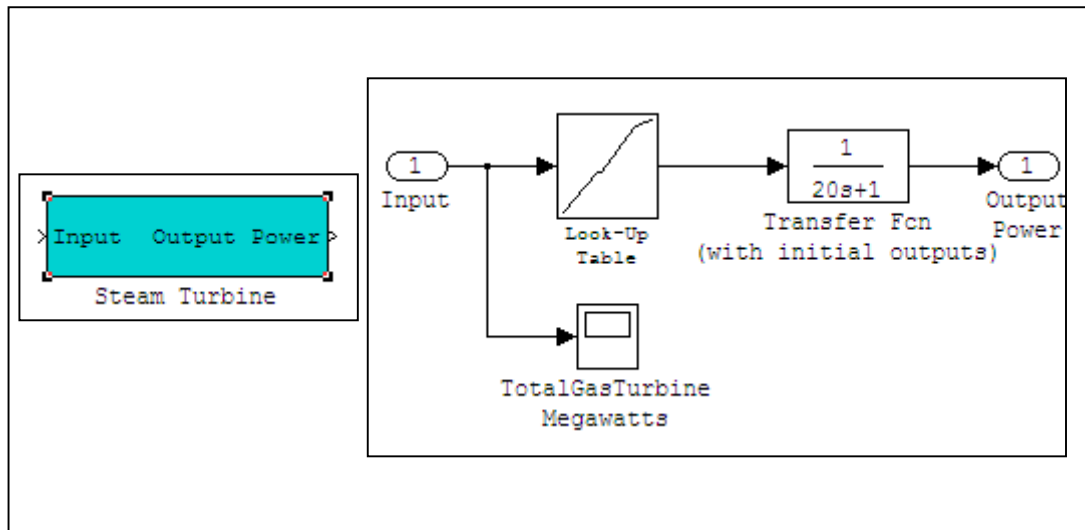 Input Output Power
Steam Turbine
1
Input
Look-Up
Table
1
20s+1
Transfer Fcn
(with initial outputs)
1
Output
Power
TotalGasTurbine
Megawatts